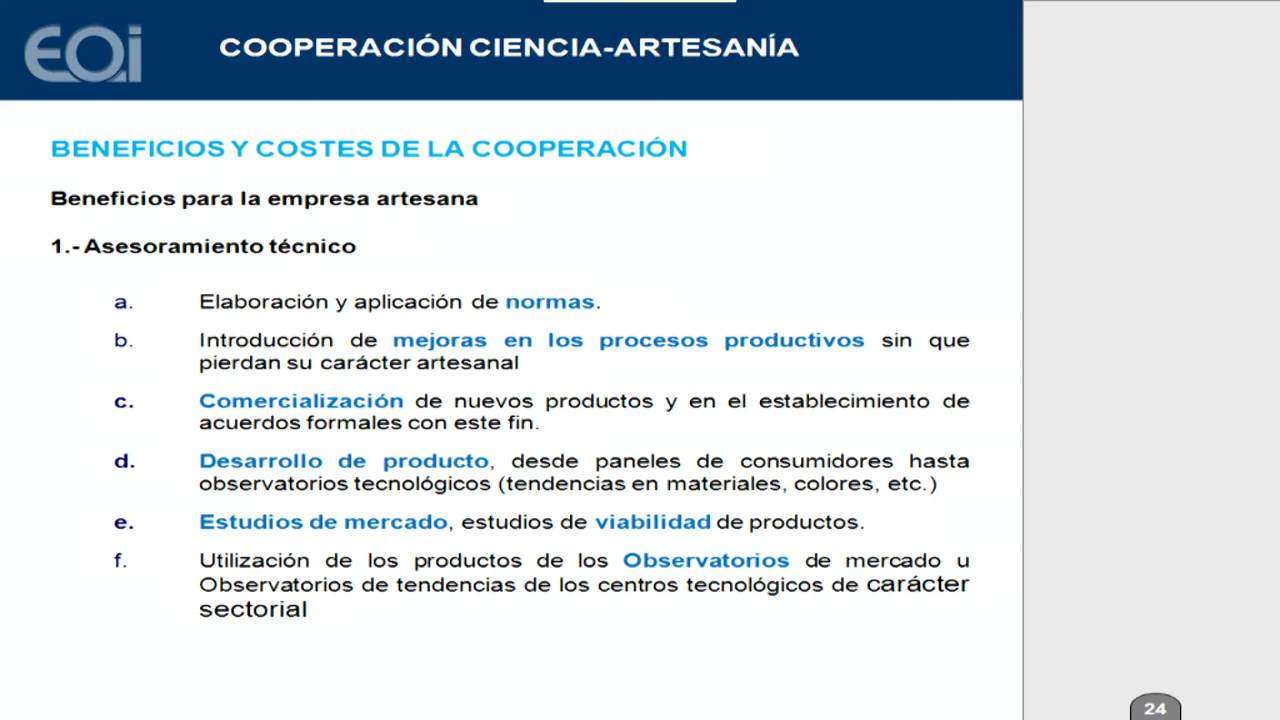 EOi
COOPERACIÓN CIENCIA-ARTESANÍA
BENEFICIOS Y COSTES DE LA COOPERACIÓN
Beneficios para la empresa artesana
1.- Asesoramiento técnico
a. Elaboración y aplicación de normas.
b. Introducción de mejoras en los procesos productivos sin que
pierdan su carácter artesanal
c. Comercialización de nuevos productos y en el establecimiento de
acuerdos formales con este fin.
d. Desarrollo de producto, desde paneles de consumidores hasta
observatorios tecnológicos (tendencias en materiales, colores, etc.)
e. Estudios de mercado, estudios de viabilidad de productos.
f. Utilización de los productos de los Observatorios de mercado u
Observatorios de tendencias de los centros tecnológicos de carácter
sectorial
24